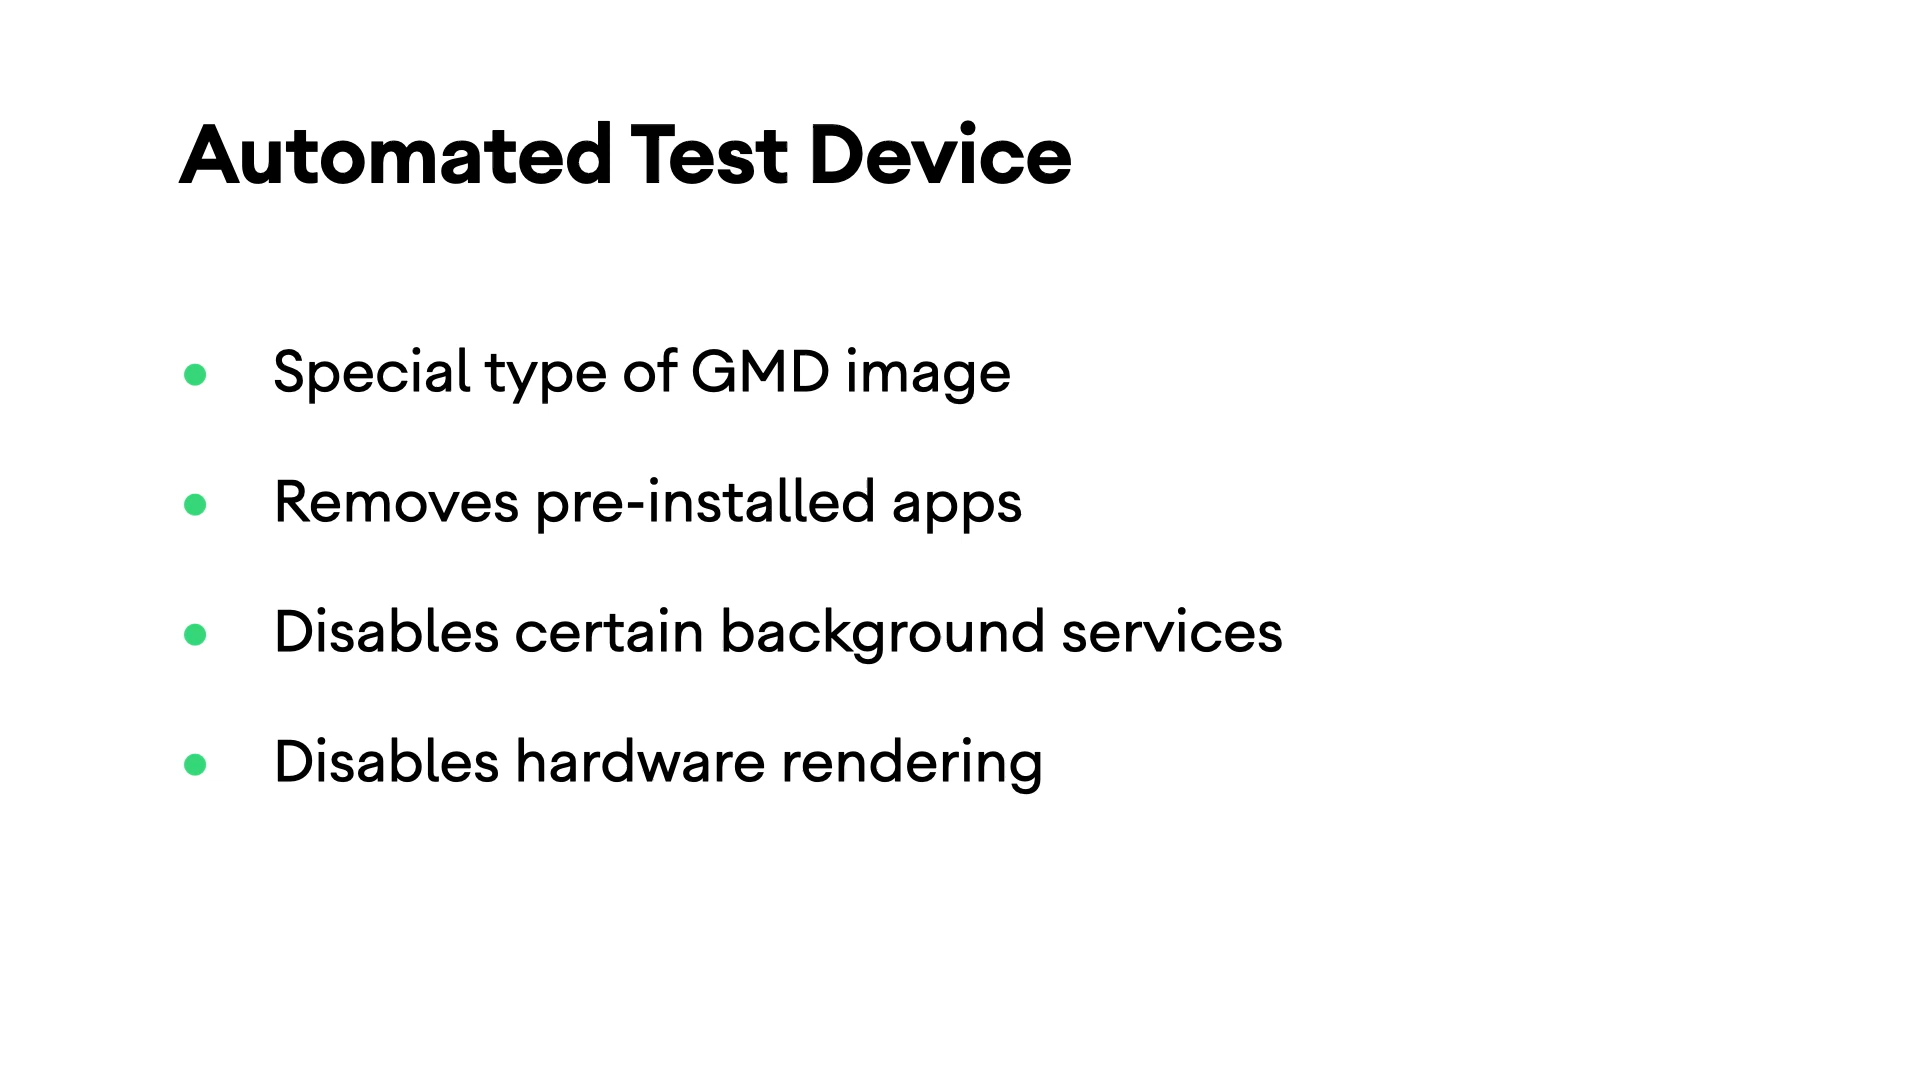 Automated Test Device
Special type of GMD image
Removes pre-installed apps
Disables certain background services
Disables hardware rendering